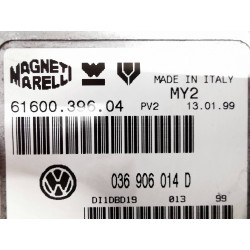 MAGNETI
MARELLI
MADE IN ITALY
MY2
61600.396.04 PV2 13.01.99
036 906 014 D
DI1DBD19 013 99